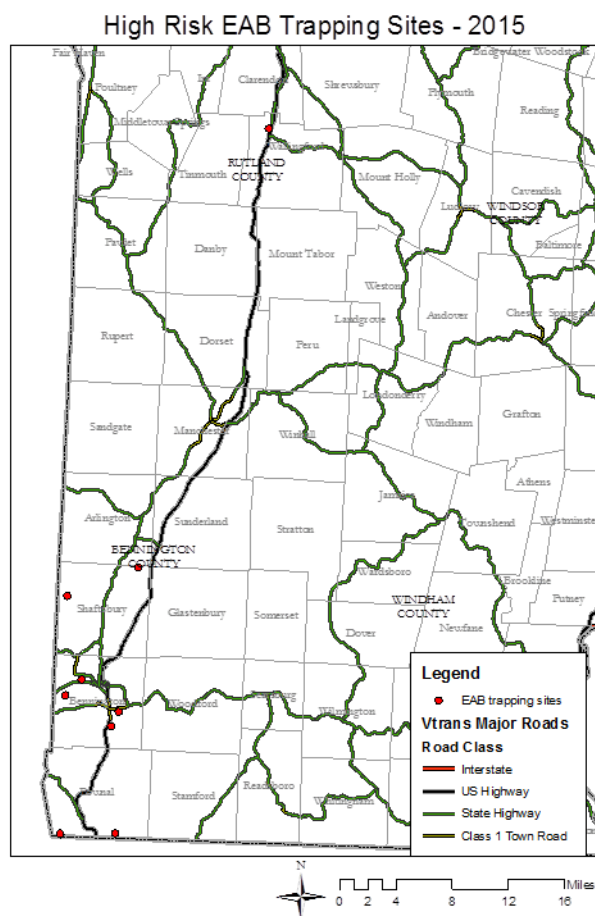 High Risk EAB Trapping Sites - 2015
Fair Haven
Bridgewater Woodstock
Ira
Clarendon
Shrewsbury
Plymouth
Poultney
Reading
Middletown Springs
Wallingford
RUTLAND
COUNTY
Wells
Tinmouth
Mount Holly
Cavendish
Ludlow
WINDSOR
COUNTY
Pawlet
Danby
Mount Tabor
Baltimore
Weston
Landgrove
Andover
Chester
Springfield
Rupert
Dorset
Peru
Londonderry
Grafton
Sandgate
Manchester
Winhall
Windham
Athens
Jamaica
Arlington
Sunderland
Stratton
Townshend
Westminster
BENNINGTON
COUNTY
Wardsboro
Brookline
Shaftsbury
Glastenbury
Somerset
WINDHAM
COUNTY
Putney
Dover
Newfane
Bennington
Woodford
Searsburg
Wilmington
Pownal
Stamford
Readsboro
Whitingham
Legend
EAB trapping sites
Vtrans Major Roads
Road Class
Interstate
US Highway
State Highway
Class 1 Town Road
N
0 2 4 8 12 16
Miles